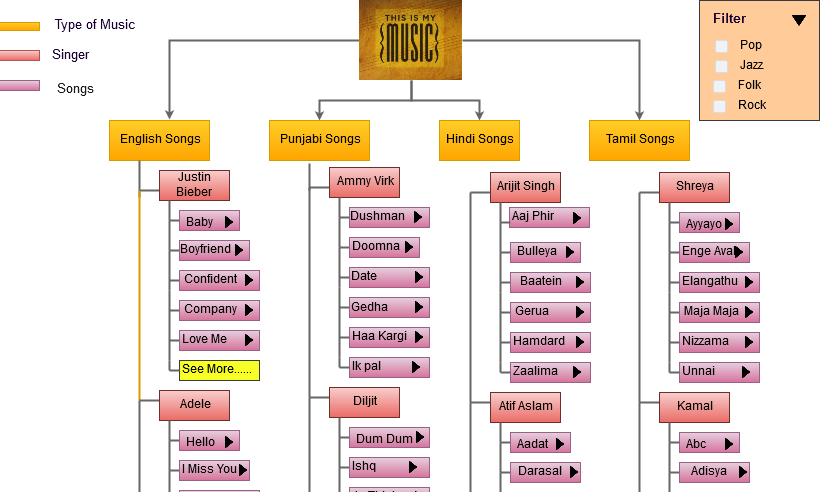 THIS IS MY
{MUSIC}
Type of Music
Singer
Songs
Filter
Pop
Jazz
Folk
Rock
English Songs
Punjabi Songs
Hindi Songs
Tamil Songs
Justin
Bieber
Baby
Boyfriend
Confident
Company
Love Me
See More......
Adele
Hello
I Miss You
Ammy Virk
Dushman
Doomna
Date
Gedha
Haa Kargi
Ik pal
Diljit
Dum Dum
Ishq
Arijit Singh
Aaj Phir
Bulleya
Baatein
Gerua
Hamdard
Zaalima
Atif Aslam
Aadat
Darasal
Shreya
Ayyayo
Enge Aval
Elangathu
Maja Maja
Nizzama
Unnai
Kamal
Abc
Adisya